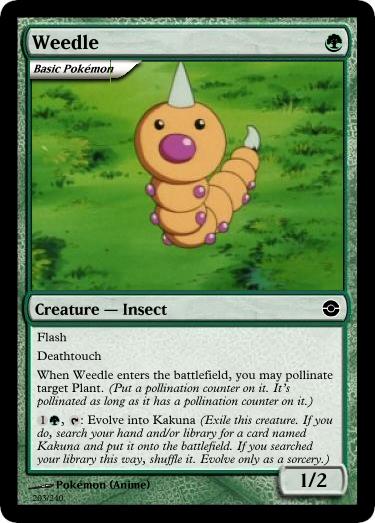 Weedle
Basic Pokémon
Creature — Insect
Flash
Deathtouch
When Weedle enters the battlefield, you may pollinate
target Plant. (Put a pollination counter on it. It's
pollinated as long as it has a pollination counter on it.)
1, : Evolve into Kakuna (Exile this creature. If you
do, search your hand and/or library for a card named
Kakuna and put it onto the battlefield. If you searched
your library this way, shuffle it. Evolve only as a sorcery.)
1/2
Pokémon (Anime)
203/240